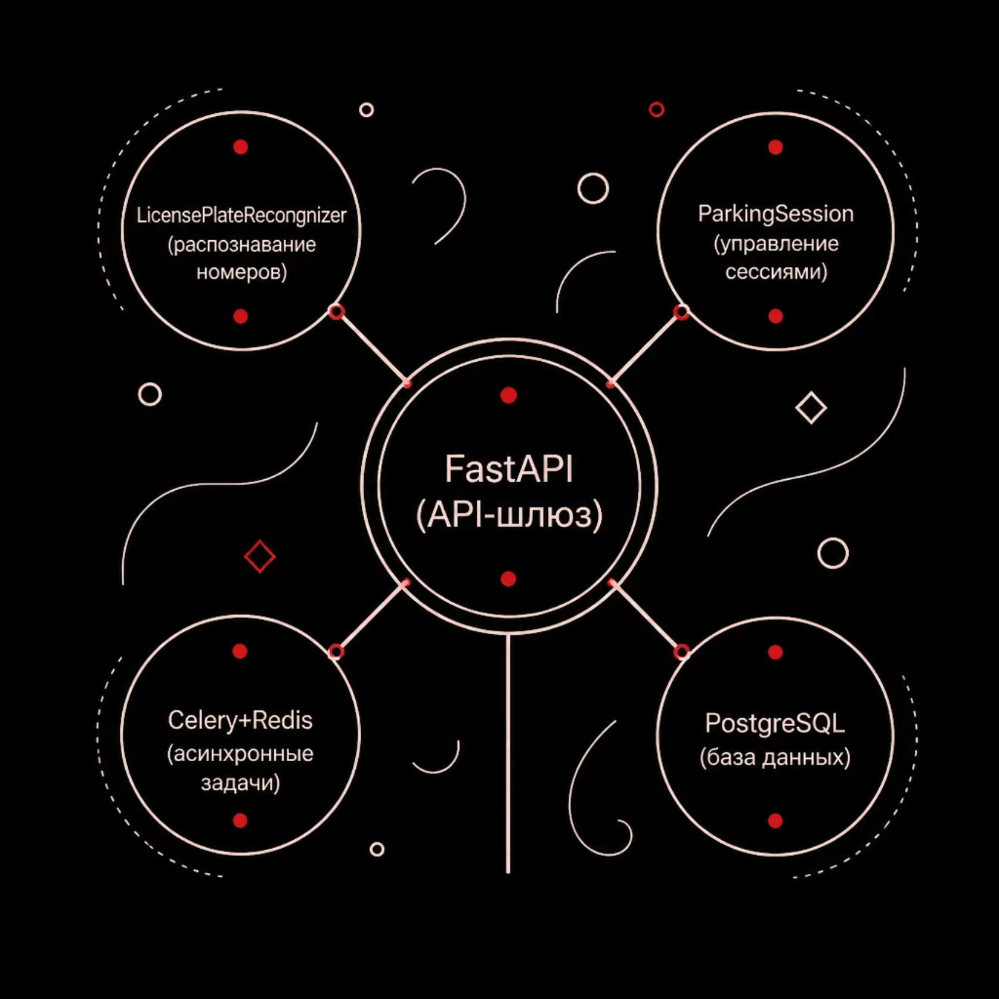 LicensePlateRecongnizer
(распознавание
номеров)
ParkingSession
(управление
сессиями)
FastAPI
(API-шлюз)
Celery+Redis
(асинхронные
задачи)
PostgreSQL
(база данных)